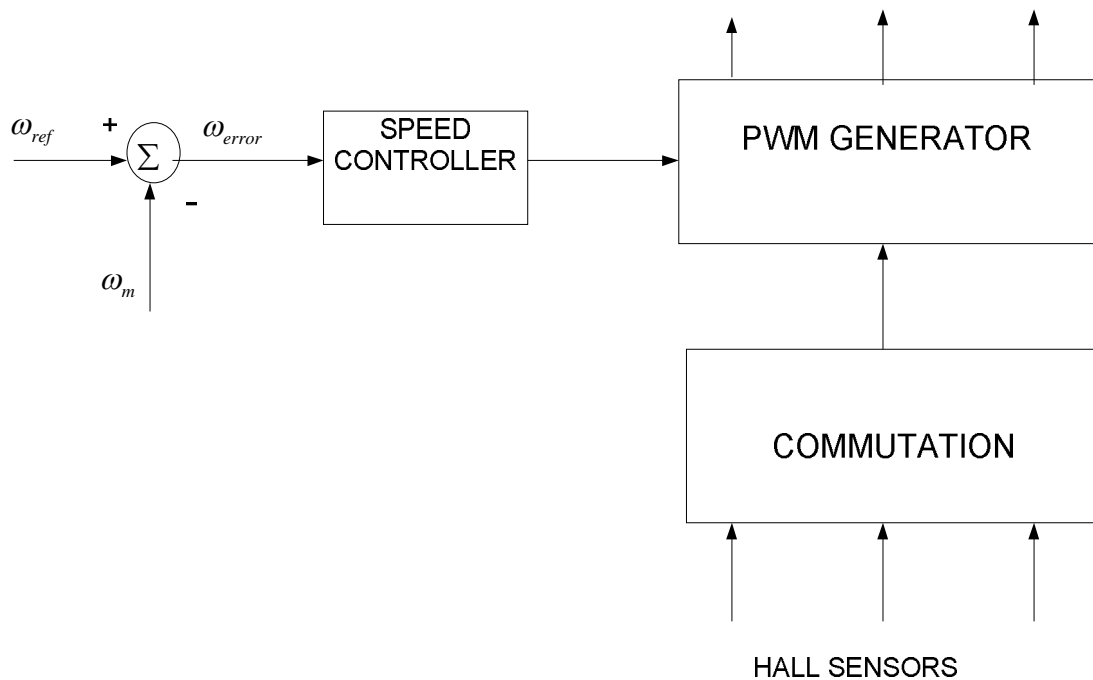 ω_ref
+
Σ
ω_error
-
ω_m
SPEED
CONTROLLER
PWM GENERATOR
COMMUTATION
HALL SENSORS